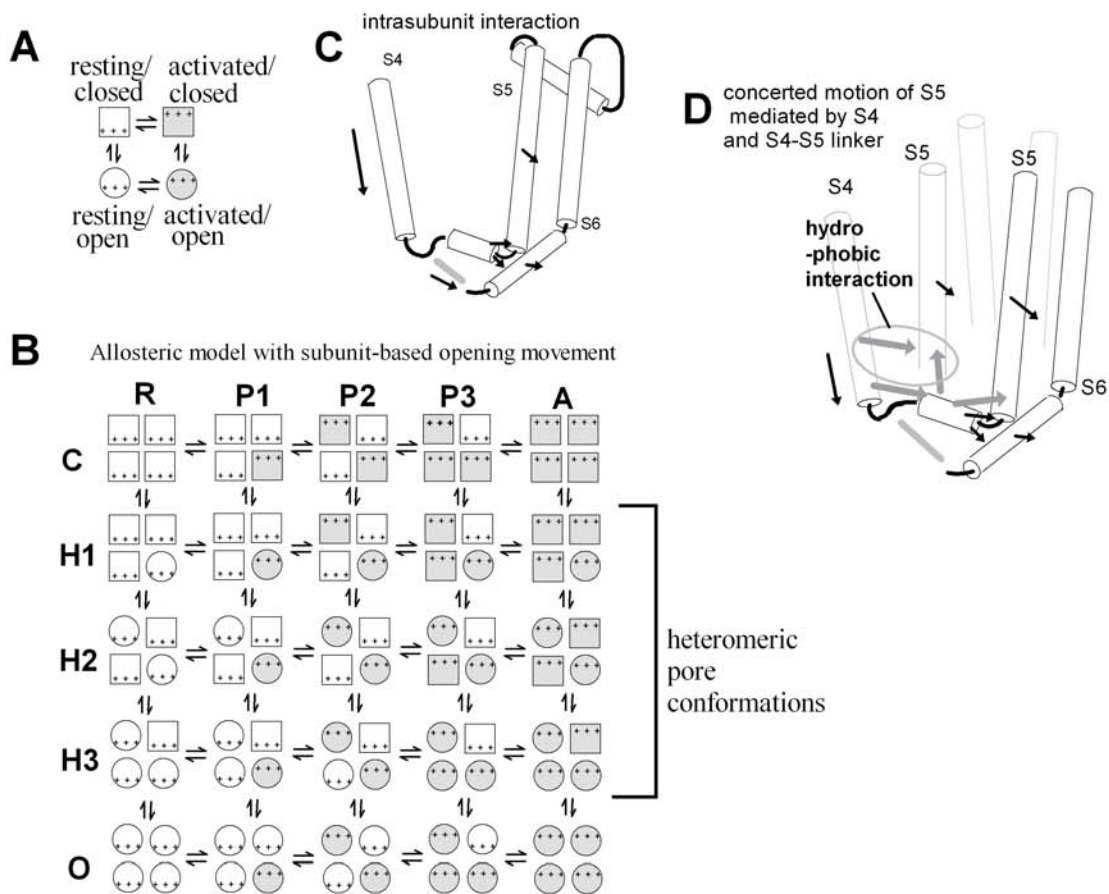 A
resting/
closed
activated/
closed
resting/
open
activated/
open
C
intrasubunit interaction
S4
S5
S6
D
concerted motion of S5
mediated by S4
and S4-S5 linker
S5
S5
S4
hydro
-phobic
interaction
S6
B
Allosteric model with subunit-based opening movement
R P1 P2 P3 A
C
H1
H2
H3
O
heteromeric
pore
conformations